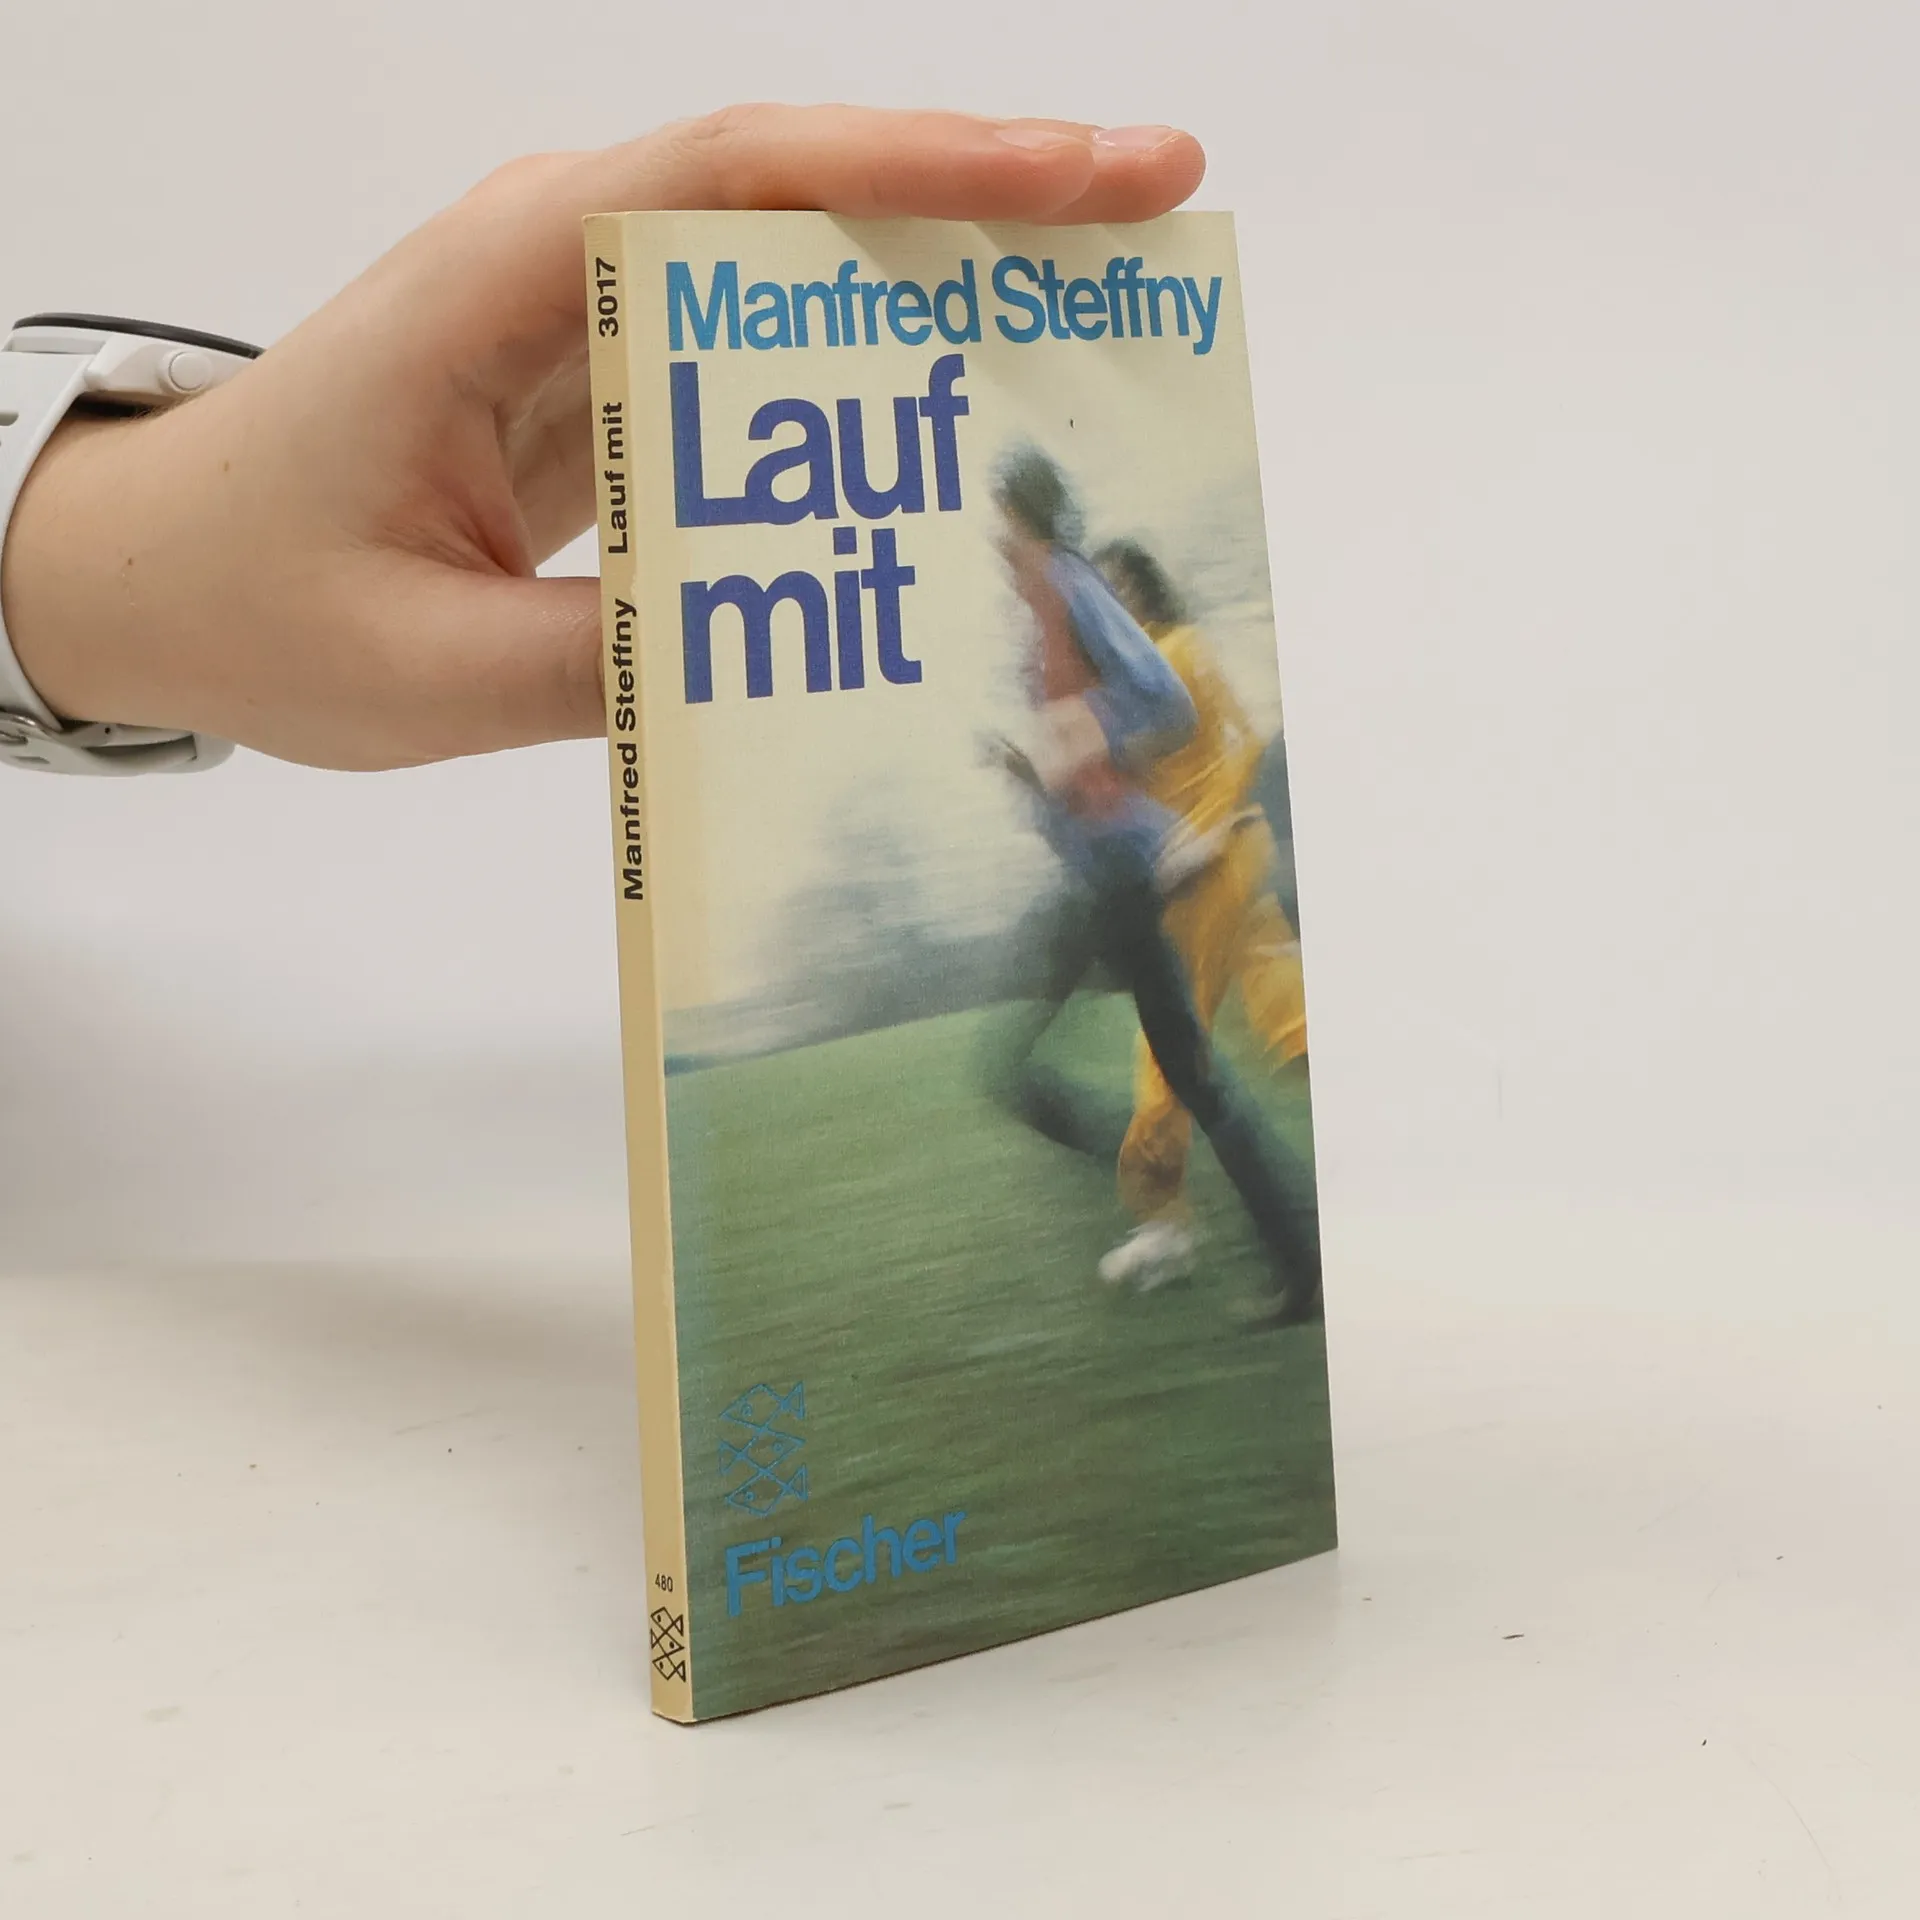 Manfred Steffny
Lauf
mit
Fischer
Manfred Steffny Lauf mit 3017
480